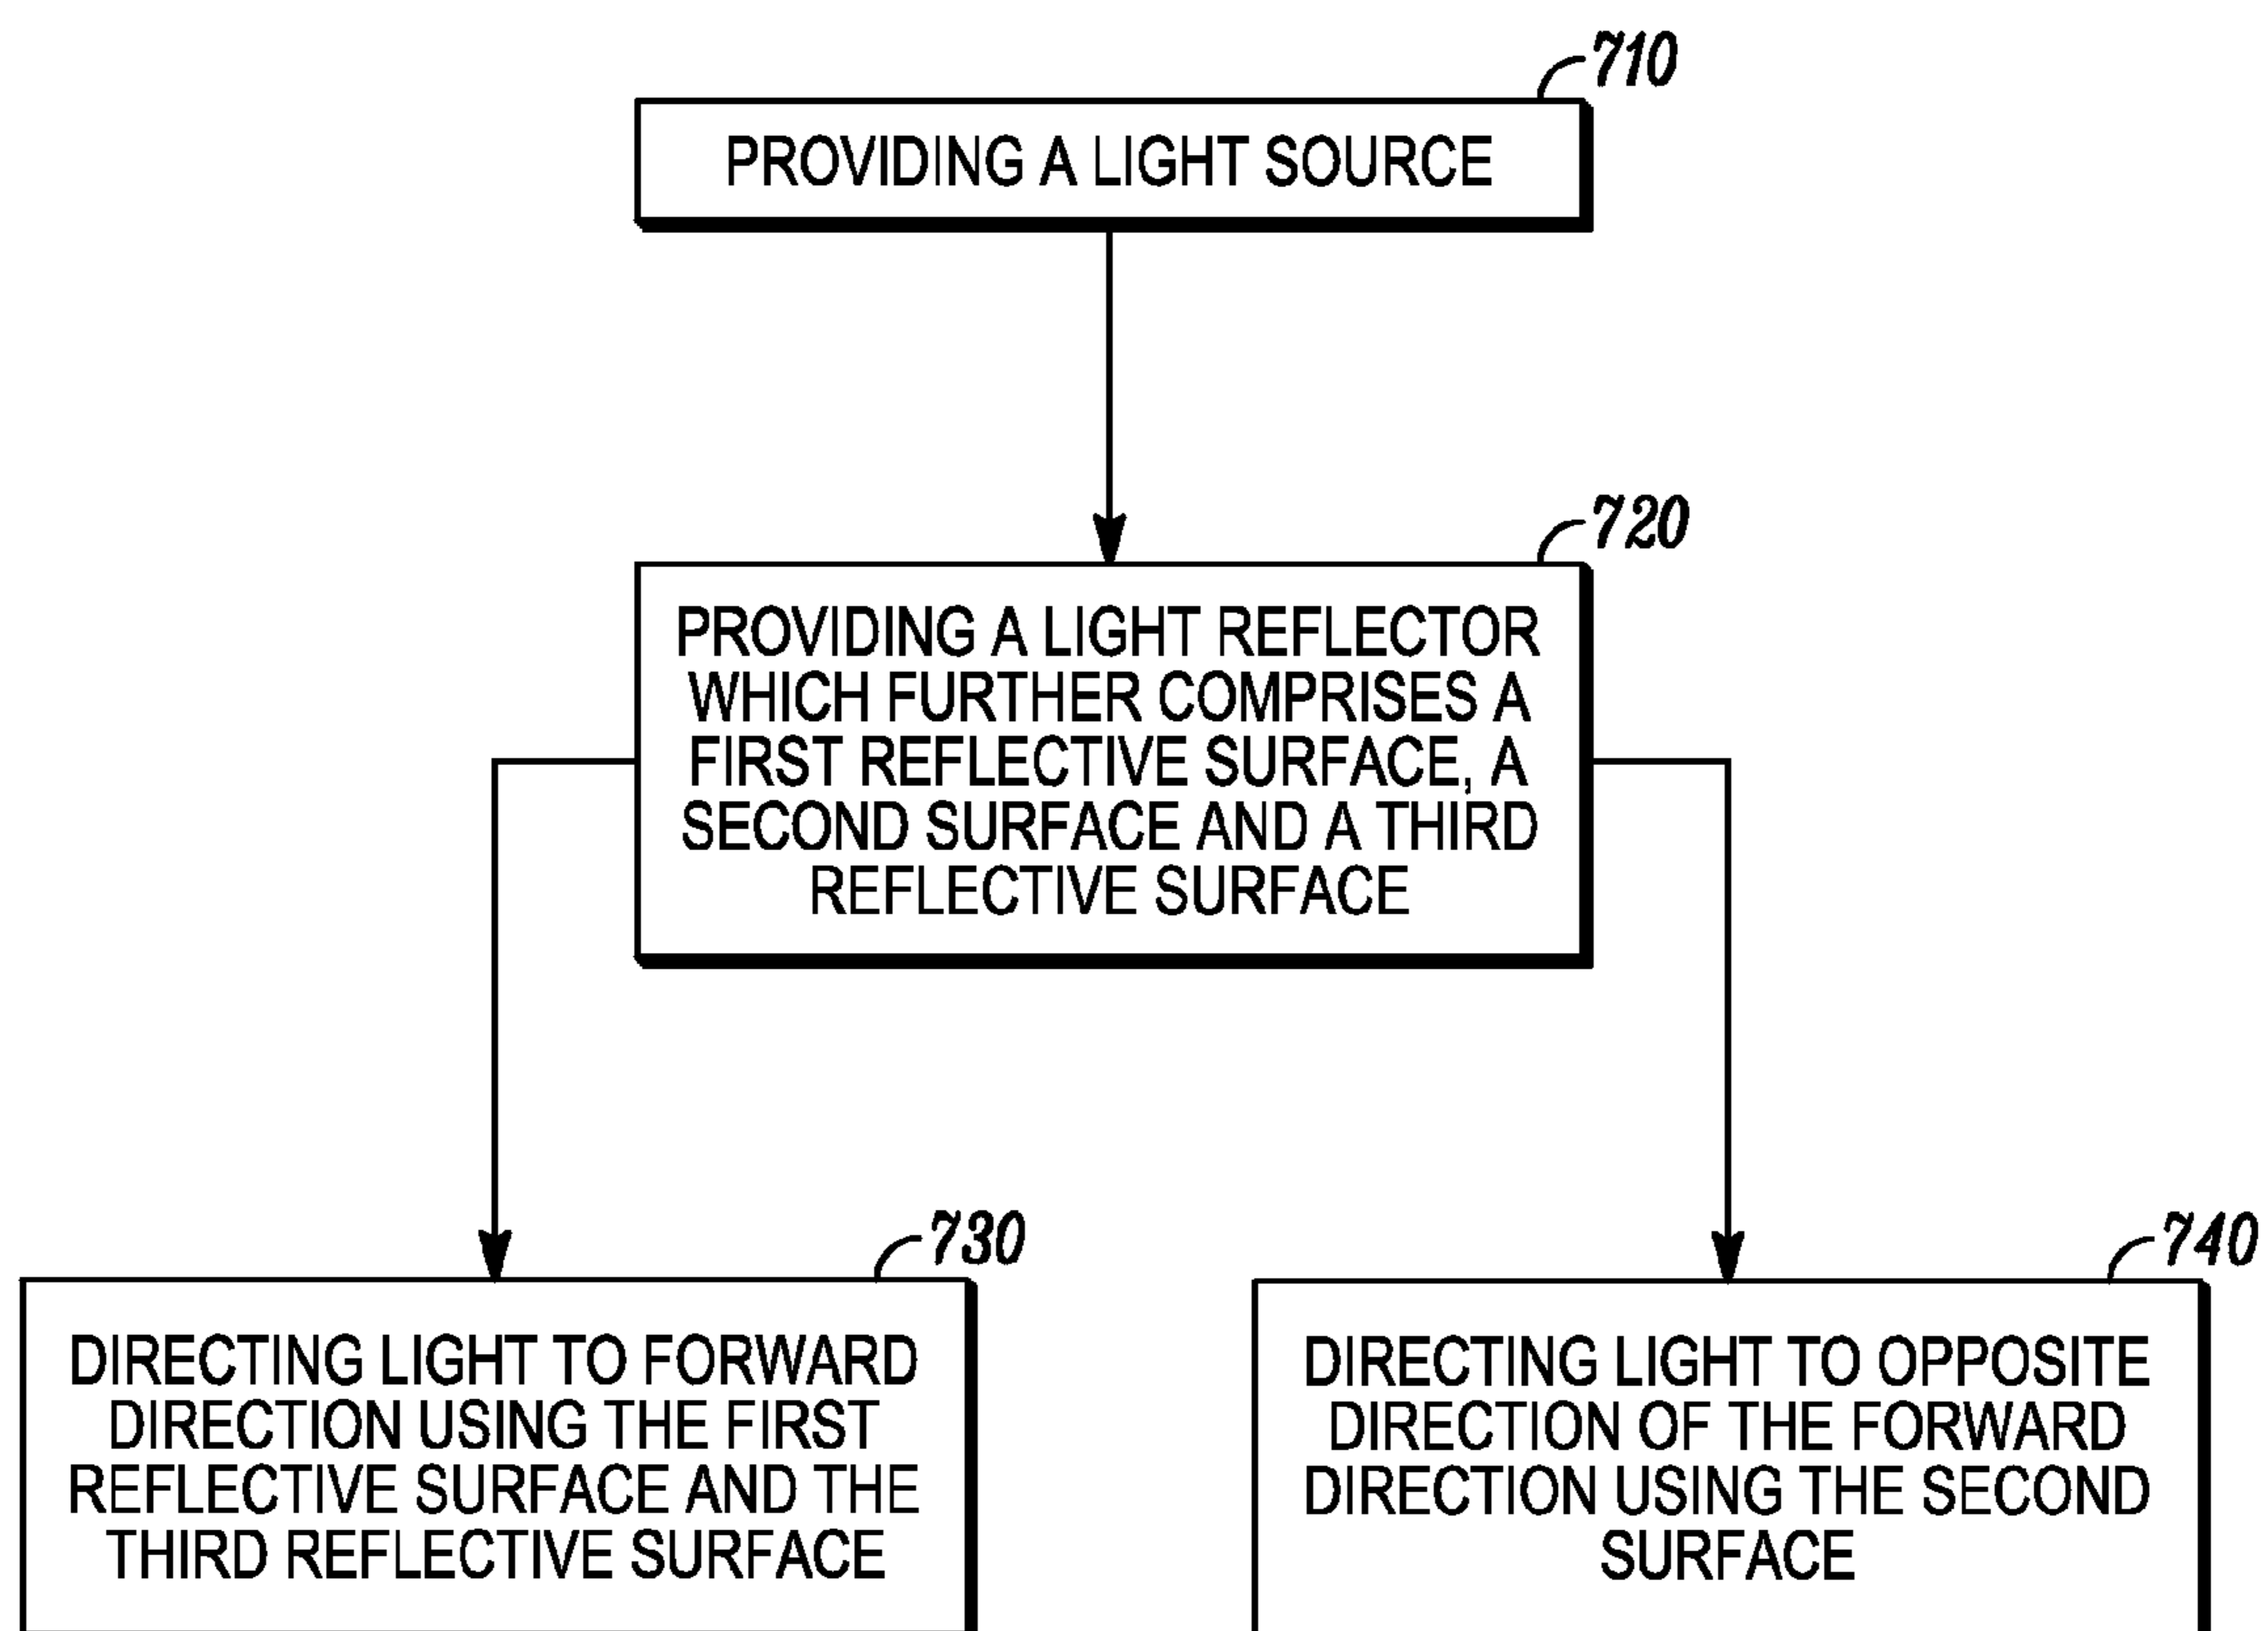 710
PROVIDING A LIGHT SOURCE
720
PROVIDING A LIGHT REFLECTOR
WHICH FURTHER COMPRISES A
FIRST REFLECTIVE SURFACE, A
SECOND SURFACE AND A THIRD
REFLECTIVE SURFACE
730
DIRECTING LIGHT TO FORWARD
DIRECTION USING THE FIRST
REFLECTIVE SURFACE AND THE
THIRD REFLECTIVE SURFACE
740
DIRECTING LIGHT TO OPPOSITE
DIRECTION OF THE FORWARD
DIRECTION USING THE SECOND
SURFACE